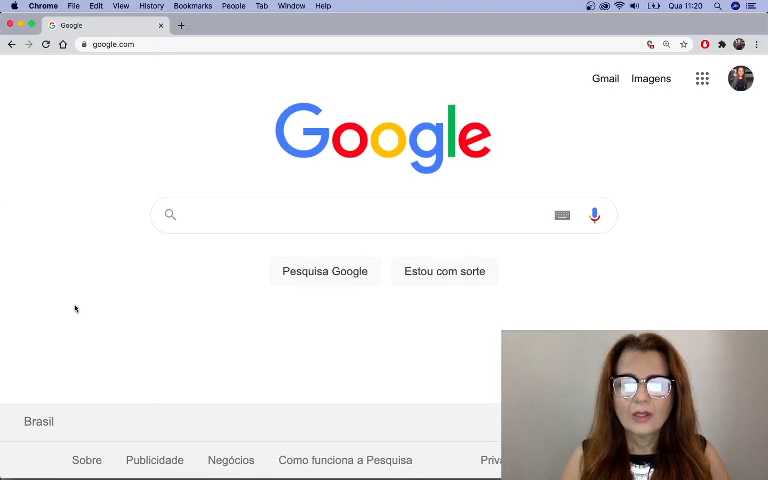 Chrome File Edit View History Bookmarks People Tab Window Help Qua 11:20
Google
google.com
Gmail Imagens
Google
Pesquisa Google Estou com sorte
Brasil
Sobre Publicidade Negócios Como funciona a Pesquisa